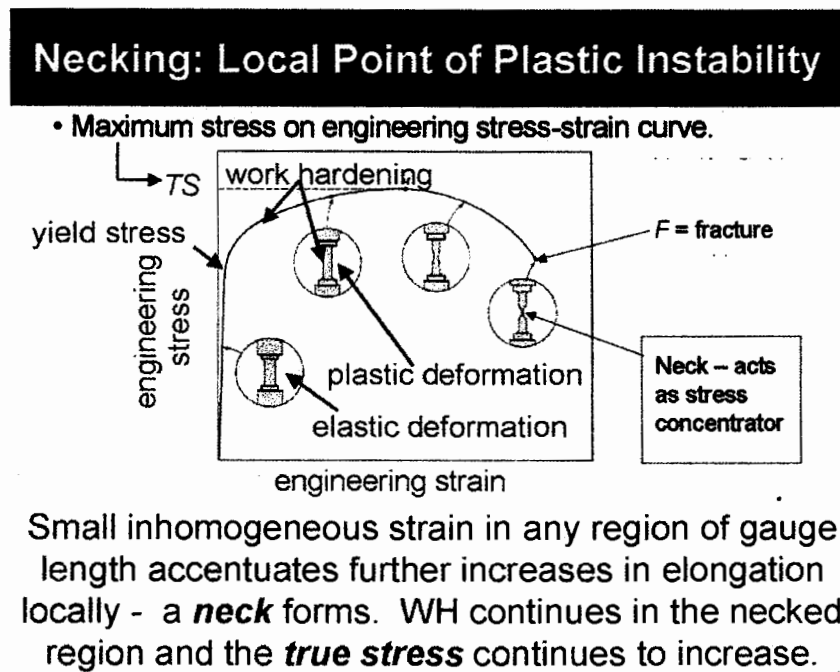 Necking: Local Point of Plastic Instability
• Maximum stress on engineering stress-strain curve.
TS
work hardening
yield stress
F = fracture
engineering
stress
Neck – acts
as stress
concentrator
plastic deformation
elastic deformation
engineering strain
Small inhomogeneous strain in any region of gauge
length accentuates further increases in elongation
locally - a neck forms. WH continues in the necked
region and the true stress continues to increase.